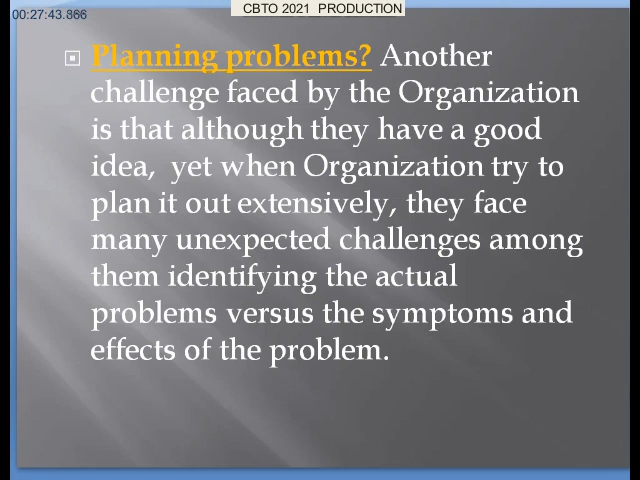 00:27:43.866
CBTO 2021 PRODUCTION
Planning problems? Another
challenge faced by the Organization
is that although they have a good
idea, yet when Organization try to
plan it out extensively, they face
many unexpected challenges among
them identifying the actual
problems versus the symptoms and
effects of the problem.